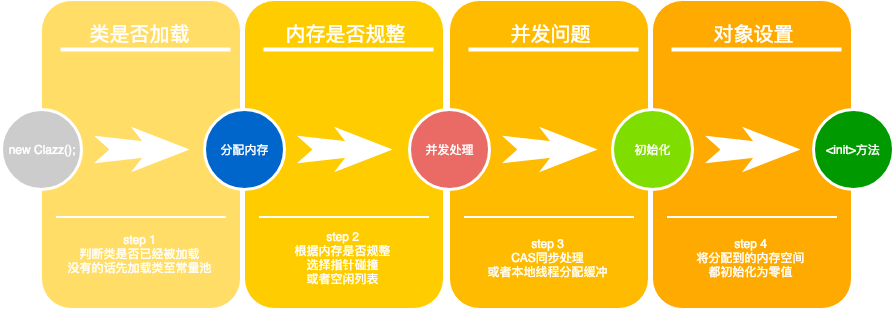 类是否加载
内存是否规整
并发问题
对象设置
new Clazz();
分配内存
并发处理
初始化
<init>方法
step 1
判断类是否已经被加载
没有的话先加载类至常量池
step 2
根据内存是否规整
选择指针碰撞
或者空闲列表
step 3
CAS同步处理
或者本地线程分配缓冲
step 4
将分配到的内存空间
都初始化为零值